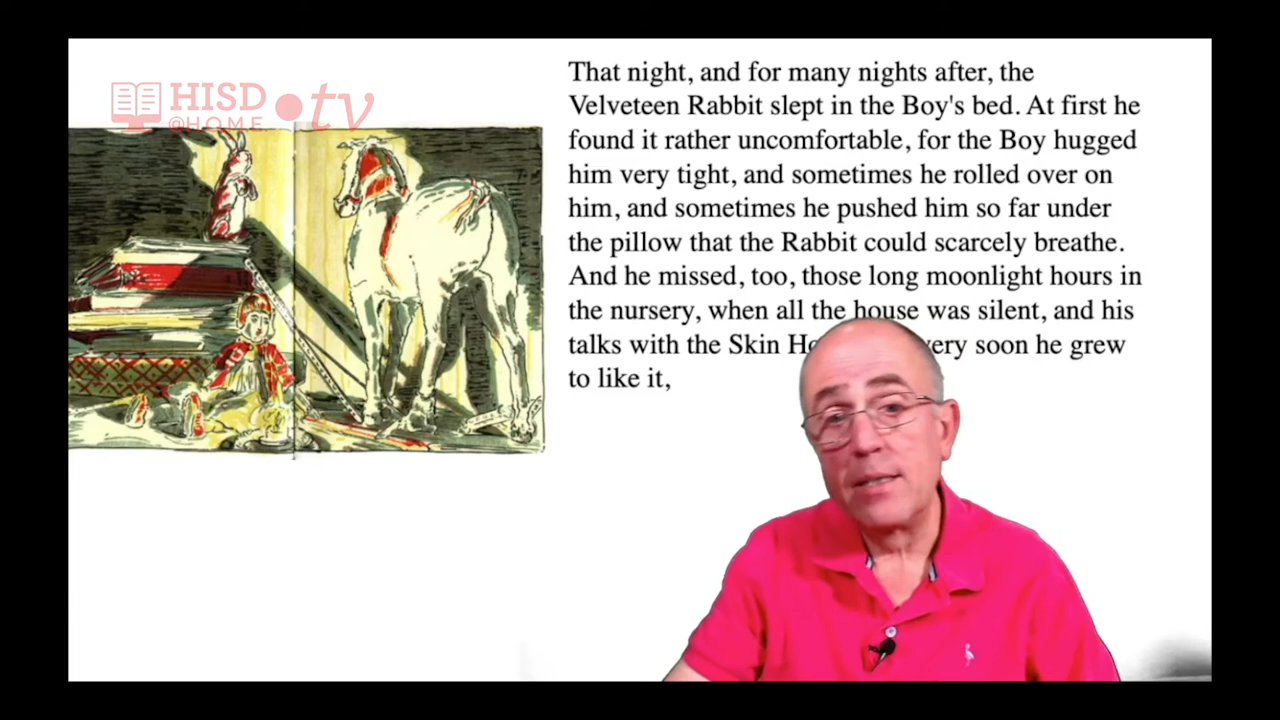 HISD
@HOME
.tv
That night, and for many nights after, the
Velveteen Rabbit slept in the Boy's bed. At first he
found it rather uncomfortable, for the Boy hugged
him very tight, and sometimes he rolled over on
him, and sometimes he pushed him so far under
the pillow that the Rabbit could scarcely breathe.
And he missed, too, those long moonlight hours in
the nursery, when all the house was silent, and his
talks with the Skin very soon he grew
to like it,